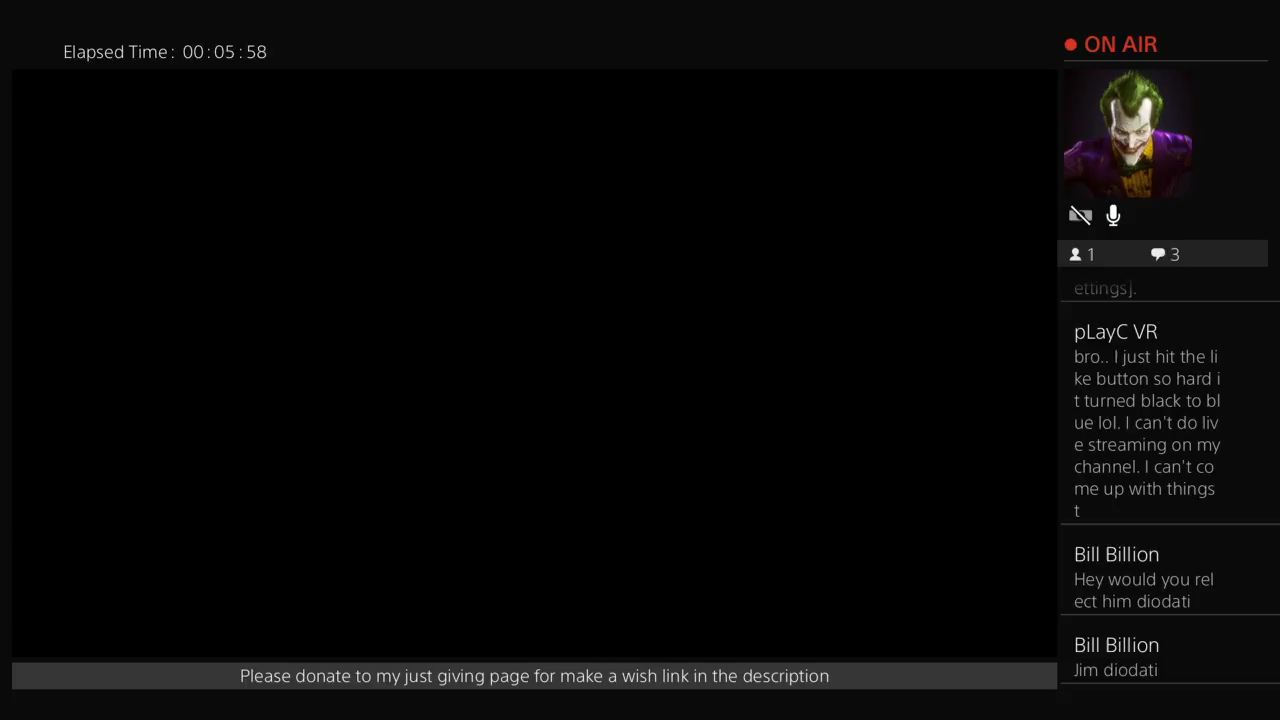 Elapsed Time: 00:05:58
ON AIR
1 3
ettings].
pLayC VR
bro.. I just hit the li
ke button so hard i
t turned black to bl
ue lol. I can't do liv
e streaming on my
channel. I can't co
me up with things
t
Bill Billion
Hey would you rel
ect him diodati
Bill Billion
Jim diodati
Please donate to my just giving page for make a wish link in the description